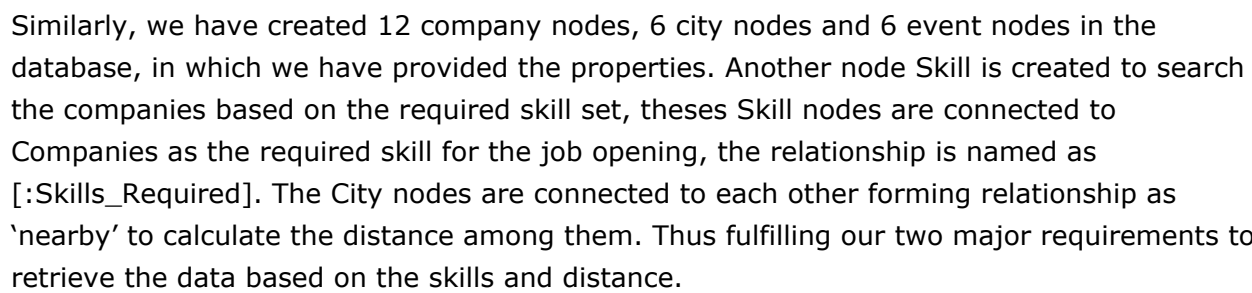 Similarly, we have created 12 company nodes, 6 city nodes and 6 event nodes in the
database, in which we have provided the properties. Another node Skill is created to search
the companies based on the required skill set, theses Skill nodes are connected to
Companies as the required skill for the job opening, the relationship is named as
[:Skills_Required]. The City nodes are connected to each other forming relationship as
‘nearby’ to calculate the distance among them. Thus fulfilling our two major requirements to
retrieve the data based on the skills and distance.